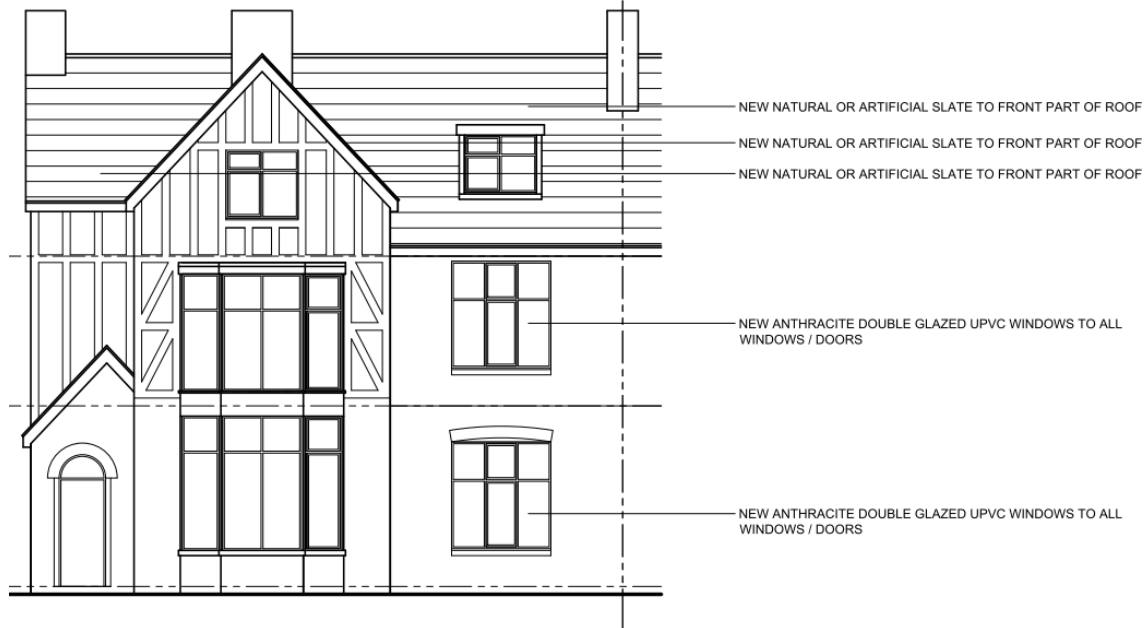 NEW NATURAL OR ARTIFICIAL SLATE TO FRONT PART OF ROOF
NEW NATURAL OR ARTIFICIAL SLATE TO FRONT PART OF ROOF
NEW NATURAL OR ARTIFICIAL SLATE TO FRONT PART OF ROOF
NEW ANTHRACITE DOUBLE GLAZED UPVC WINDOWS TO ALL
WINDOWS / DOORS
NEW ANTHRACITE DOUBLE GLAZED UPVC WINDOWS TO ALL
WINDOWS / DOORS